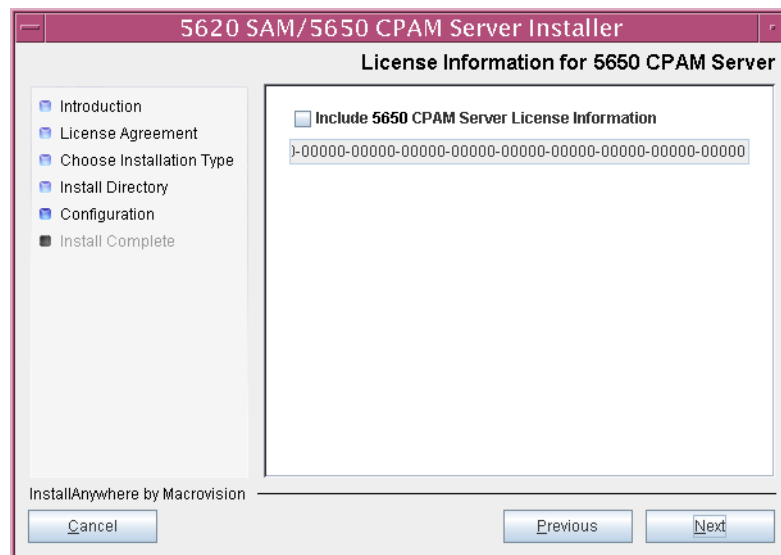 5620 SAM/5650 CPAM Server Installer
License Information for 5650 CPAM Server
Introduction
License Agreement
Choose Installation Type
Install Directory
Configuration
Install Complete
Include 5650 CPAM Server License Information
)-00000-00000-00000-00000-00000-00000-00000-00000-00000
InstallAnywhere by Macrovision
Cancel
Previous
Next